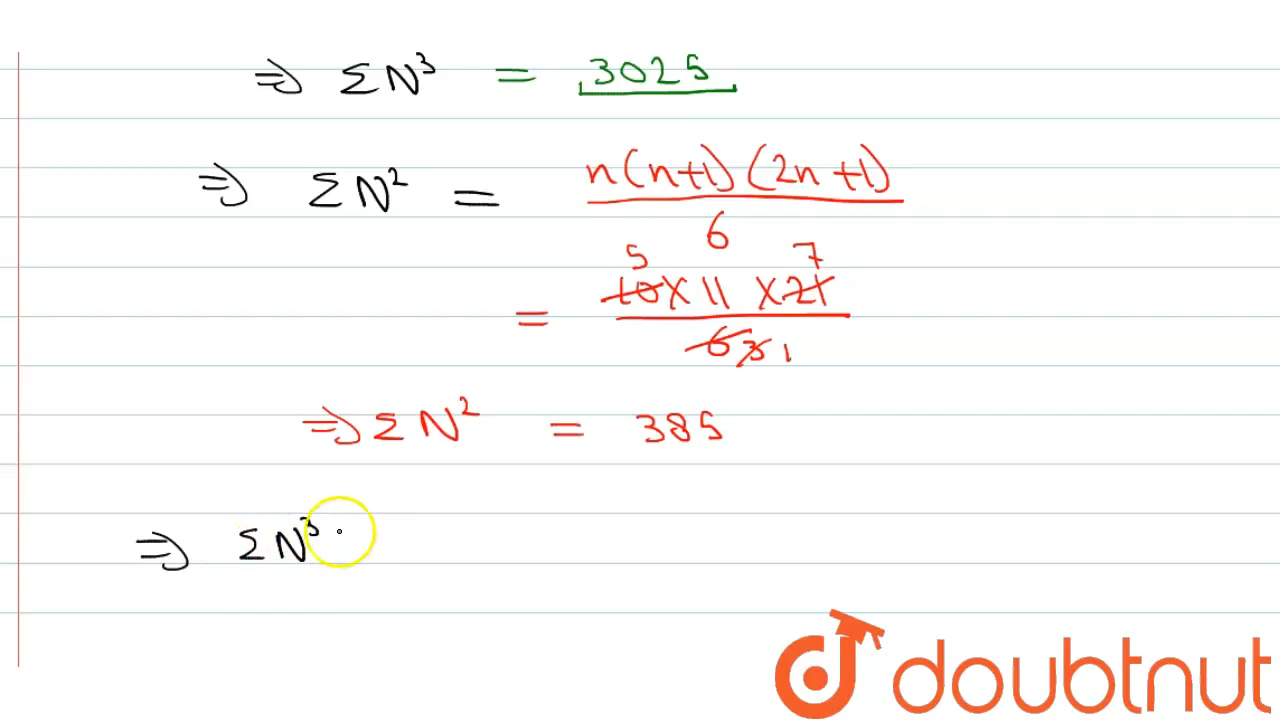 ⇒ ΣN³ = 3025
⇒ ΣN² = n(n+1)(2n+1)
6
5 7
= 10 × 11 × 21
6 3 1
⇒ ΣN² = 385
⇒ ΣN³
doubtnut